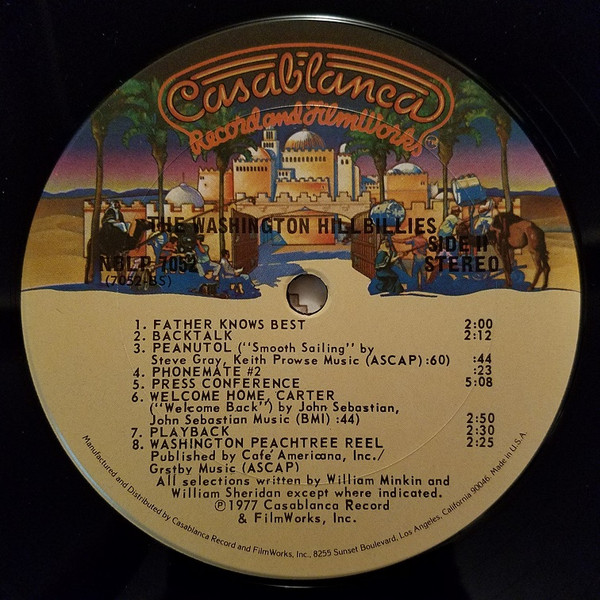 Casablanca
Record and FilmWorks
THE WASHINGTON HILLBILLIES
SIDE II
NBLP 7052
STEREO
(7052-BS)
1. FATHER KNOWS BEST 2:00
2. BACKTALK 2:12
3. PEANUTOL ("Smooth Sailing" by
Steve Gray, Keith Prowse Music (ASCAP) :60) :44
4. PHONEMATE #2 :23
5. PRESS CONFERENCE 5:08
6. WELCOME HOME, CARTER
("Welcome Back") by John Sebastian,
John Sebastian Music (BMI) :44) 2:50
7. PLAYBACK 2:30
8. WASHINGTON PEACHTREE REEL 2:25
Published by Café Americana, Inc./
Grstby Music (ASCAP)
All selections written by William Minkin and
William Sheridan except where indicated.
℗ 1977 Casablanca Record
& FilmWorks, Inc.
Manufactured and Distributed by Casablanca Record and FilmWorks, Inc., 8255 Sunset Boulevard, Los Angeles, California 90046. Made in U.S.A.